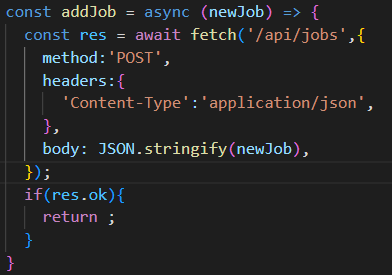 const addJob = async (newJob) => {
  const res = await fetch('/api/jobs',{
    method:'POST',
    headers:{
      'Content-Type':'application/json',
    },
    body: JSON.stringify(newJob),
  });
  if(res.ok){
    return ;
  }
}